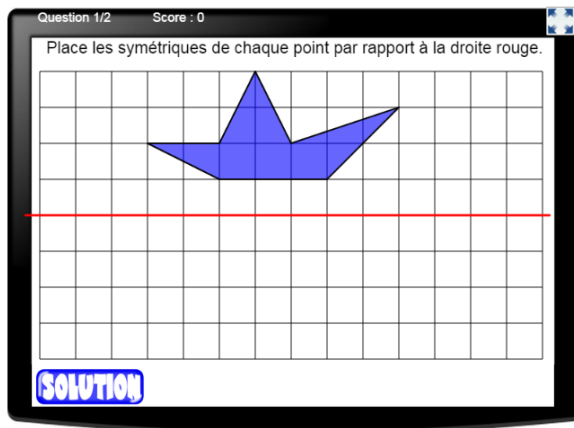 Question 1/2 Score : 0
Place les symétriques de chaque point par rapport à la droite rouge.
SOLUTION